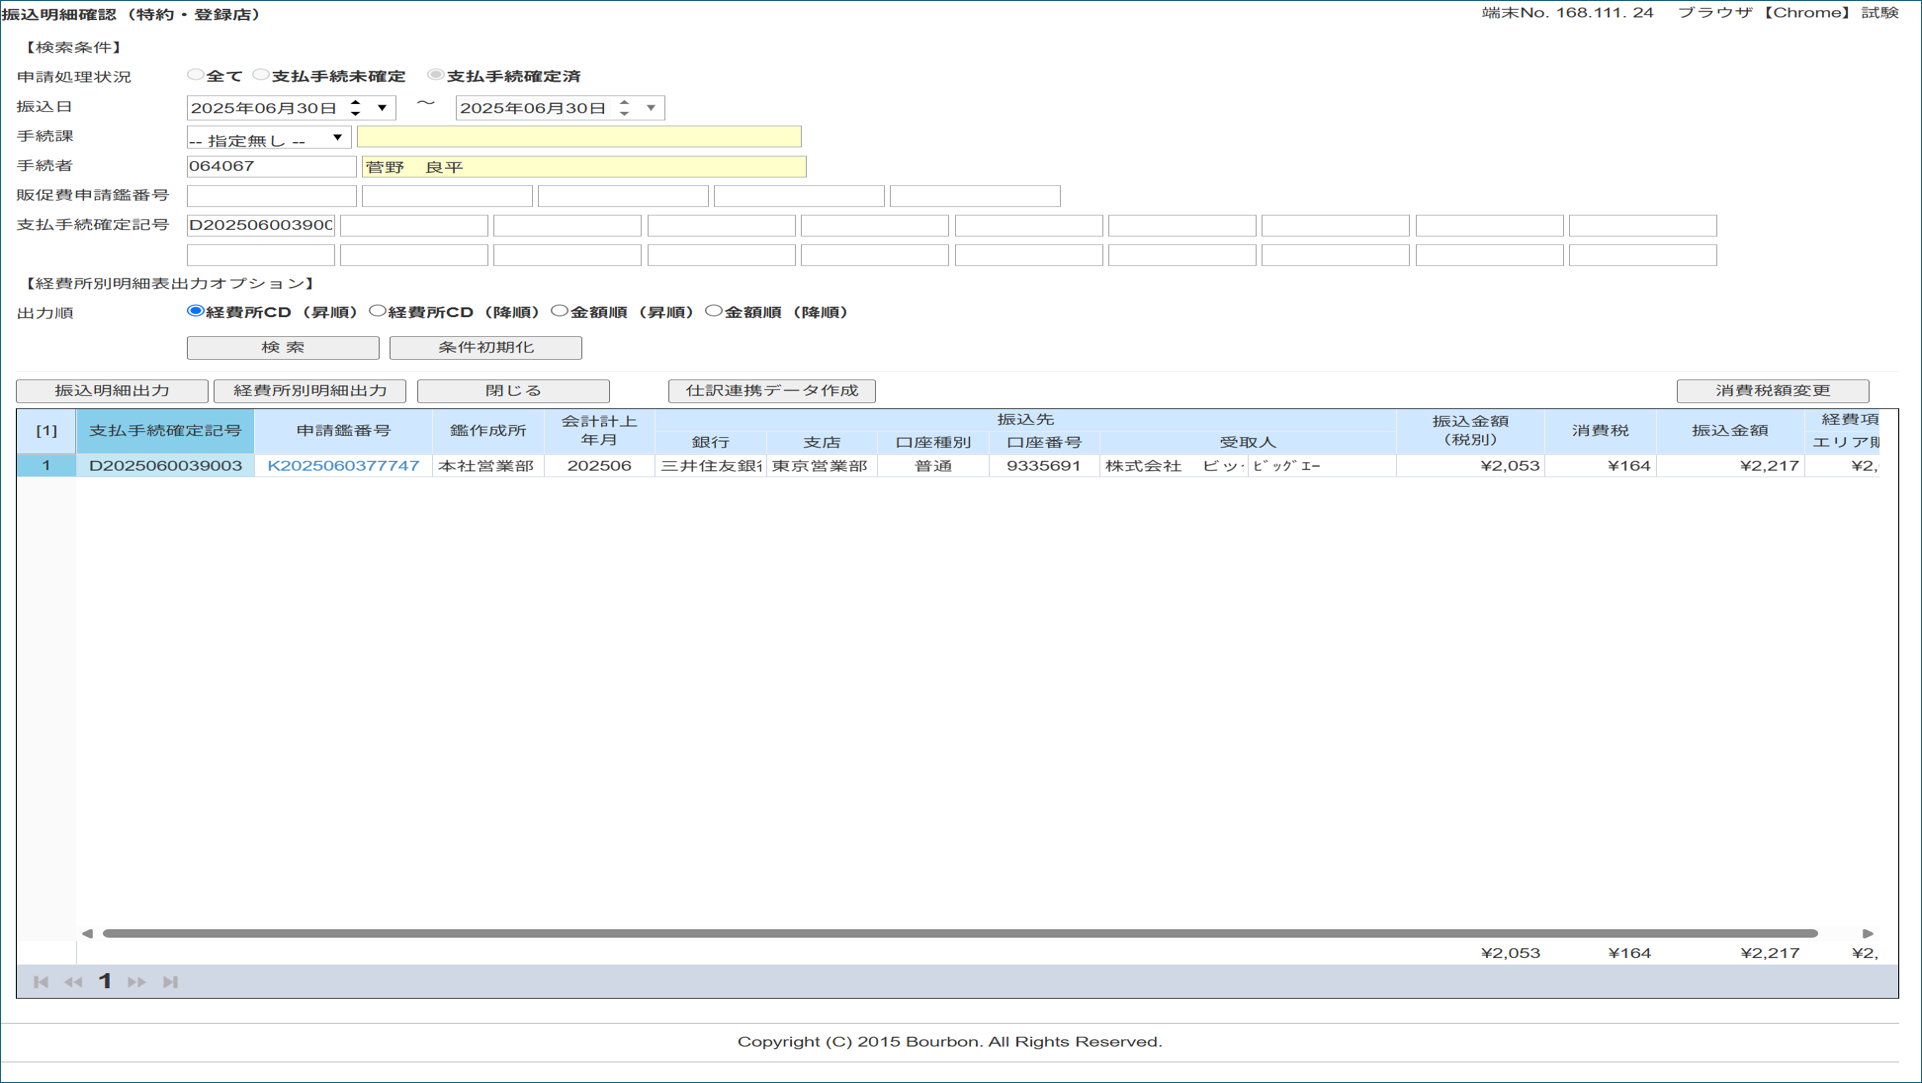 振込明細確認（特約・登録店）
端末No. 168.111. 24　ブラウザ【Chrome】 試験
【検索条件】
申請処理状況 全て 支払手続未確定 支払手続確定済
振込日 2025年06月30日 ～ 2025年06月30日
手続課 -- 指定無し --
手続者 064067 菅野　良平
販促費申請鑑番号
支払手続確定記号 D202506003900
【経費所別明細表出力オプション】
出力順 経費所CD（昇順） 経費所CD（降順） 金額順（昇順） 金額順（降順）
検 索 条件初期化
振込明細出力 経費所別明細出力 閉じる 仕訳連携データ作成 消費税額変更
[1] 支払手続確定記号 申請鑑番号 鑑作成所 会計計上年月 振込先 振込金額（税別） 消費税 振込金額 経費項
銀行 支店 口座種別 口座番号 受取人 エリア販
1 D2025060039003 K2025060377747 本社営業部 202506 三井住友銀行 東京営業部 普通 9335691 株式会社　ビッ ﾋﾞｯｸﾞｴｰ ¥2,053 ¥164 ¥2,217 ¥2,
¥2,053 ¥164 ¥2,217 ¥2,
1
Copyright (C) 2015 Bourbon. All Rights Reserved.